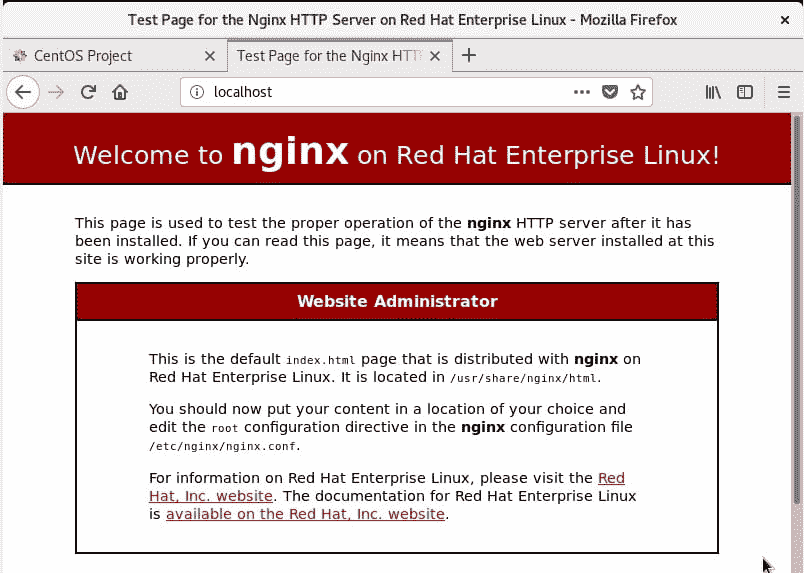 Test Page for the Nginx HTTP Server on Red Hat Enterprise Linux - Mozilla Firefox
CentOS Project
Test Page for the Nginx HTT
localhost
Welcome to nginx on Red Hat Enterprise Linux!
This page is used to test the proper operation of the nginx HTTP server after it has
been installed. If you can read this page, it means that the web server installed at this
site is working properly.
Website Administrator
This is the default index.html page that is distributed with nginx on
Red Hat Enterprise Linux. It is located in /usr/share/nginx/html.
You should now put your content in a location of your choice and
edit the root configuration directive in the nginx configuration file
/etc/nginx/nginx.conf.
For information on Red Hat Enterprise Linux, please visit the Red
Hat, Inc. website. The documentation for Red Hat Enterprise Linux
is available on the Red Hat, Inc. website.